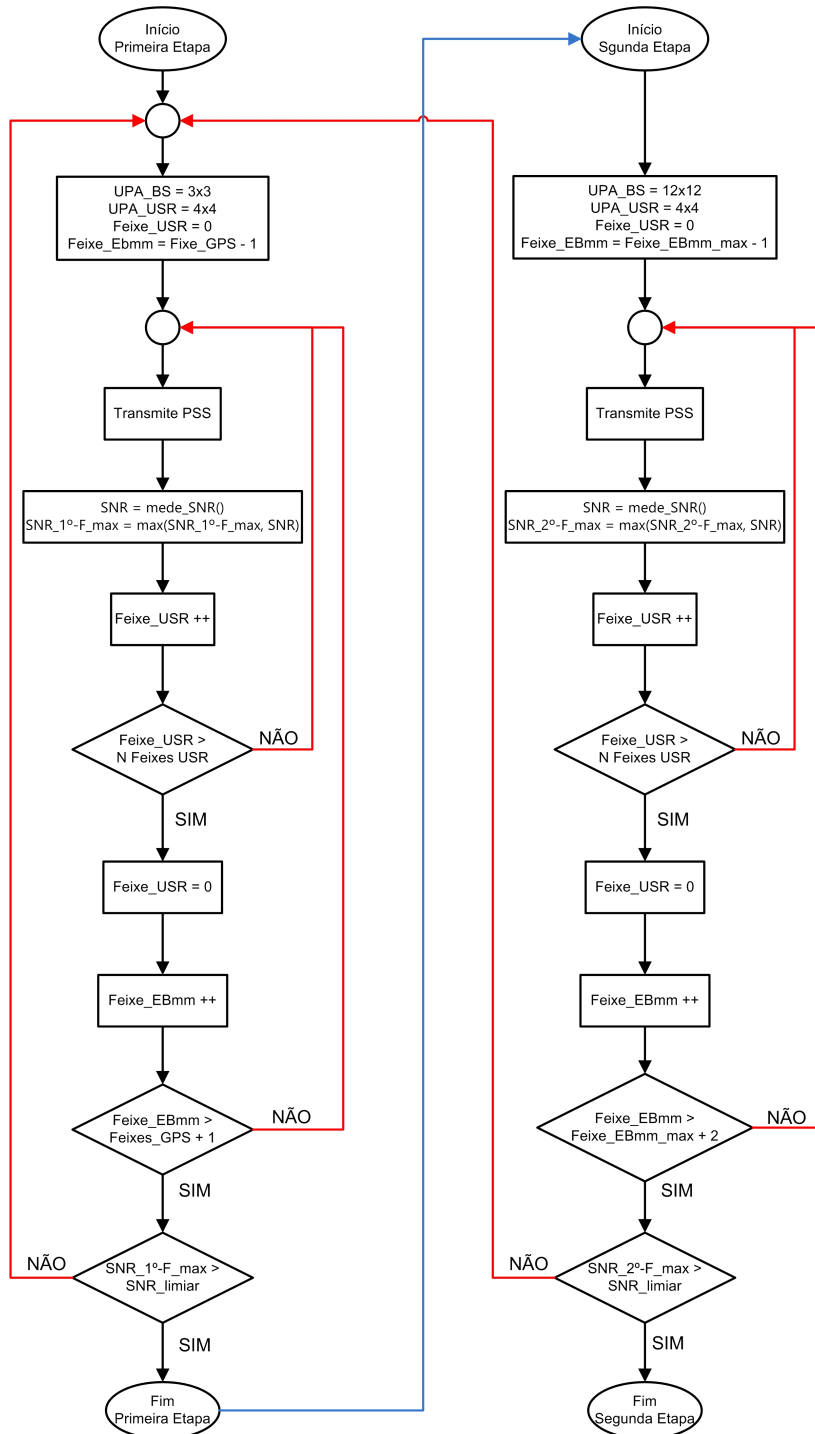 Início
Primeira Etapa
UPA_BS = 3x3
UPA_USR = 4x4
Feixe_USR = 0
Feixe_Ebmm = Fixe_GPS - 1
Transmite PSS
SNR = mede_SNR()
SNR_1º-F_max = max(SNR_1º-F_max, SNR)
Feixe_USR ++
Feixe_USR >
N Feixes USR
NÃO
SIM
Feixe_USR = 0
Feixe_EBmm ++
Feixe_EBmm >
Feixes_GPS + 1
NÃO
SIM
SNR_1º-F_max >
SNR_limiar
NÃO
SIM
Fim
Primeira Etapa
Início
Sgunda Etapa
UPA_BS = 12x12
UPA_USR = 4x4
Feixe_USR = 0
Feixe_EBmm = Feixe_EBmm_max - 1
Transmite PSS
SNR = mede_SNR()
SNR_2º-F_max = max(SNR_2º-F_max, SNR)
Feixe_USR ++
Feixe_USR >
N Feixes USR
NÃO
SIM
Feixe_USR = 0
Feixe_EBmm ++
Feixe_EBmm >
Feixe_EBmm_max + 2
NÃO
SIM
SNR_2º-F_max >
SNR_limiar
NÃO
SIM
Fim
Segunda Etapa